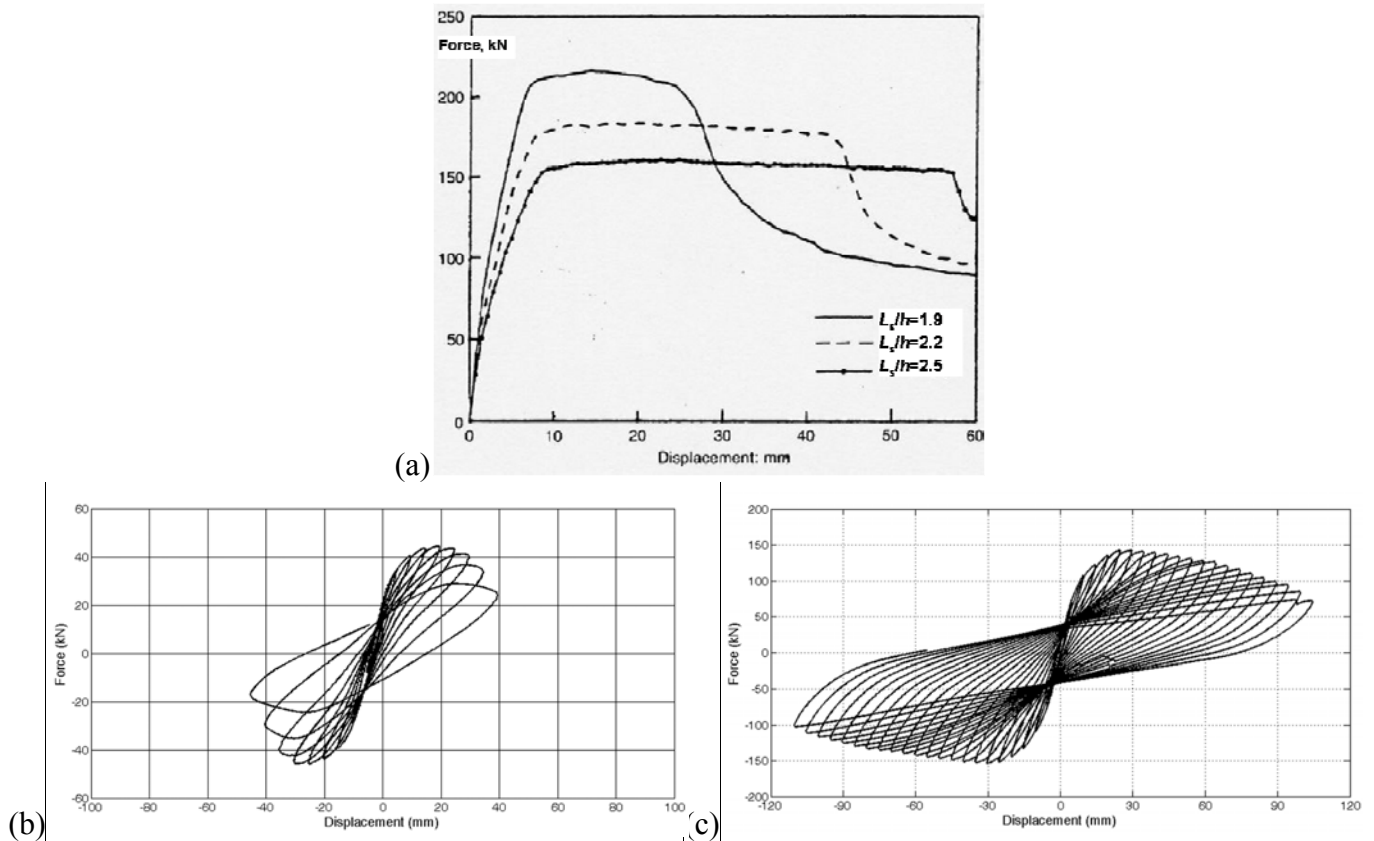 250
Force, kN
200
150
100
50
0
0 10 20 30 40 50 60
Displacement: mm
Ls/h=1.9
Ls/h=2.2
Ls/h=2.5
(a)
60
40
20
0
-20
-40
-60
Force (kN)
-100 -80 -60 -40 -20 0 20 40 60 80 100
Displacement (mm)
(b)
200
150
100
50
0
-50
-100
-150
-200
Force (kN)
-120 -90 -60 -30 0 30 60 90 120
Displacement (mm)
(c)